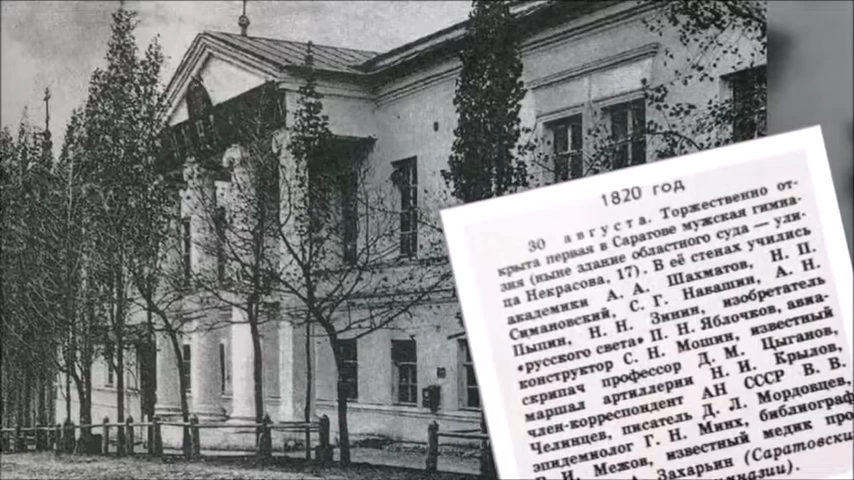 1820 год
30 августа. Торжественно от-
крыта первая в Саратове мужская гимна-
зия (ныне здание областного суда — ули-
ца Некрасова, 17). В её стенах учились
академики А. А. Шахматов, Н. П.
Симановский, С. Г. Навашин, А. Н.
Пыпин, Н. Н. Зинин, изобретатель
«русского света» П. Н. Яблочков, авиа-
конструктор С. Н. Мошин, известный
скрипач профессор Д. М. Цыганов,
маршал артиллерии Н. И. Крылов,
член-корреспондент АН СССР В. В.
Челинцев, писатель Д. Л. Мордовцев,
эпидемиолог Г. Н. Минх, библиограф
И. Межов, известный медик про
Захарьин (Саратовски